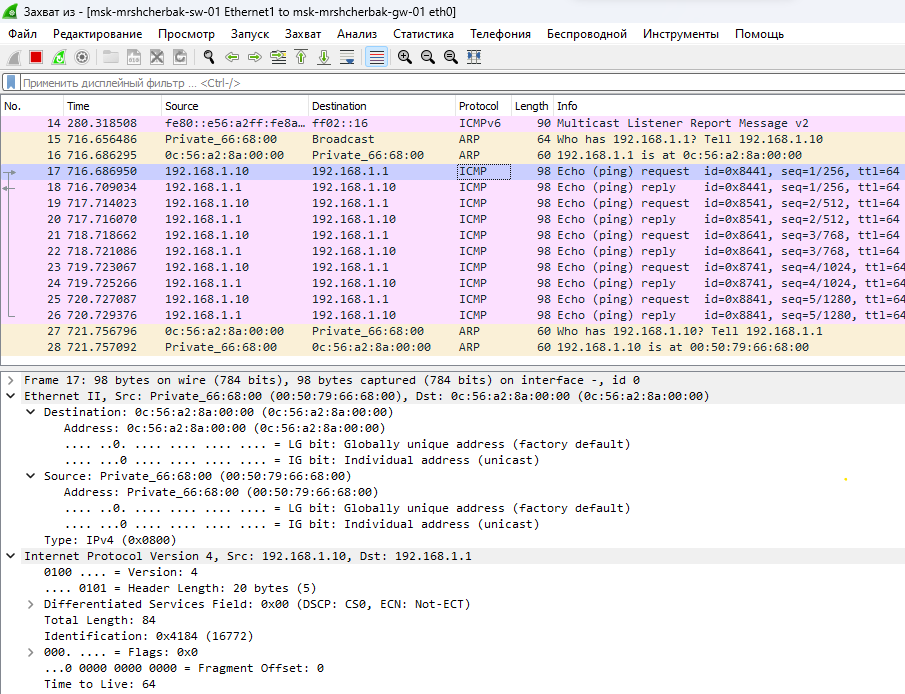 Захват из - [msk-mrshcherbak-sw-01 Ethernet1 to msk-mrshcherbak-gw-01 eth0]
Файл Редактирование Просмотр Запуск Захват Анализ Статистика Телефония Беспроводной Инструменты Помощь
Применить дисплейный фильтр ... <Ctrl-/>
No. Time Source Destination Protocol Length Info
14 280.318508 fe80::e56:a2ff:fe8a… ff02::16 ICMPv6 90 Multicast Listener Report Message v2
15 716.656486 Private_66:68:00 Broadcast ARP 64 Who has 192.168.1.1? Tell 192.168.1.10
16 716.686295 0c:56:a2:8a:00:00 Private_66:68:00 ARP 60 192.168.1.1 is at 0c:56:a2:8a:00:00
17 716.686950 192.168.1.10 192.168.1.1 ICMP 98 Echo (ping) request id=0x8441, seq=1/256, ttl=64
18 716.709034 192.168.1.1 192.168.1.10 ICMP 98 Echo (ping) reply id=0x8441, seq=1/256, ttl=64
19 717.714023 192.168.1.10 192.168.1.1 ICMP 98 Echo (ping) request id=0x8541, seq=2/512, ttl=64
20 717.716070 192.168.1.1 192.168.1.10 ICMP 98 Echo (ping) reply id=0x8541, seq=2/512, ttl=64
21 718.718662 192.168.1.10 192.168.1.1 ICMP 98 Echo (ping) request id=0x8641, seq=3/768, ttl=64
22 718.721086 192.168.1.1 192.168.1.10 ICMP 98 Echo (ping) reply id=0x8641, seq=3/768, ttl=64
23 719.723067 192.168.1.10 192.168.1.1 ICMP 98 Echo (ping) request id=0x8741, seq=4/1024, ttl=64
24 719.725266 192.168.1.1 192.168.1.10 ICMP 98 Echo (ping) reply id=0x8741, seq=4/1024, ttl=64
25 720.727087 192.168.1.10 192.168.1.1 ICMP 98 Echo (ping) request id=0x8841, seq=5/1280, ttl=64
26 720.729376 192.168.1.1 192.168.1.10 ICMP 98 Echo (ping) reply id=0x8841, seq=5/1280, ttl=64
27 721.756796 0c:56:a2:8a:00:00 Private_66:68:00 ARP 60 Who has 192.168.1.10? Tell 192.168.1.1
28 721.757092 Private_66:68:00 0c:56:a2:8a:00:00 ARP 60 192.168.1.10 is at 00:50:79:66:68:00
Frame 17: 98 bytes on wire (784 bits), 98 bytes captured (784 bits) on interface -, id 0
Ethernet II, Src: Private_66:68:00 (00:50:79:66:68:00), Dst: 0c:56:a2:8a:00:00 (0c:56:a2:8a:00:00)
Destination: 0c:56:a2:8a:00:00 (0c:56:a2:8a:00:00)
Address: 0c:56:a2:8a:00:00 (0c:56:a2:8a:00:00)
.... ..0. .... .... .... .... = LG bit: Globally unique address (factory default)
.... ...0 .... .... .... .... = IG bit: Individual address (unicast)
Source: Private_66:68:00 (00:50:79:66:68:00)
Address: Private_66:68:00 (00:50:79:66:68:00)
.... ..0. .... .... .... .... = LG bit: Globally unique address (factory default)
.... ...0 .... .... .... .... = IG bit: Individual address (unicast)
Type: IPv4 (0x0800)
Internet Protocol Version 4, Src: 192.168.1.10, Dst: 192.168.1.1
0100 .... = Version: 4
.... 0101 = Header Length: 20 bytes (5)
Differentiated Services Field: 0x00 (DSCP: CS0, ECN: Not-ECT)
Total Length: 84
Identification: 0x4184 (16772)
000. .... = Flags: 0x0
...0 0000 0000 0000 = Fragment Offset: 0
Time to Live: 64